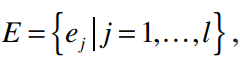 E = {e_j | j = 1,...,l},